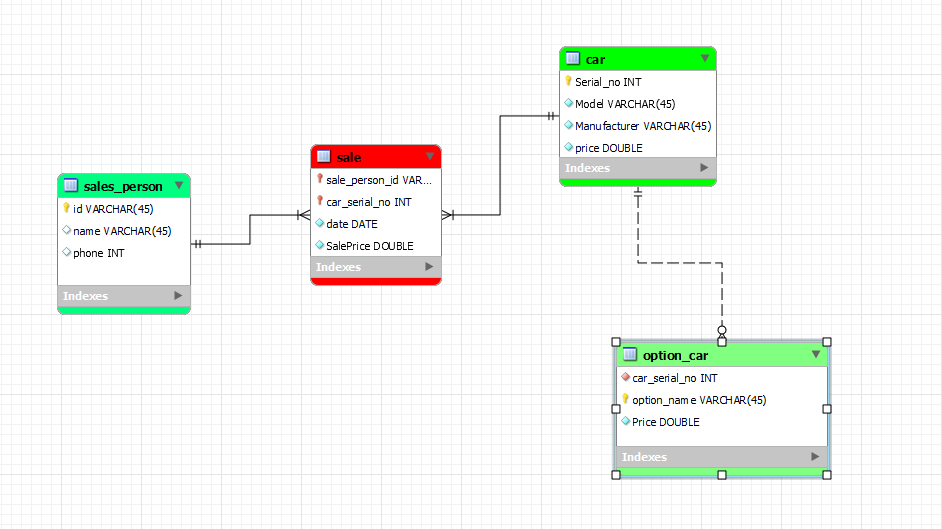 car
Serial_no INT
Model VARCHAR(45)
Manufacturer VARCHAR(45)
price DOUBLE
Indexes
sale
sale_person_id VAR...
car_serial_no INT
date DATE
SalePrice DOUBLE
Indexes
sales_person
id VARCHAR(45)
name VARCHAR(45)
phone INT
Indexes
option_car
car_serial_no INT
option_name VARCHAR(45)
Price DOUBLE
Indexes